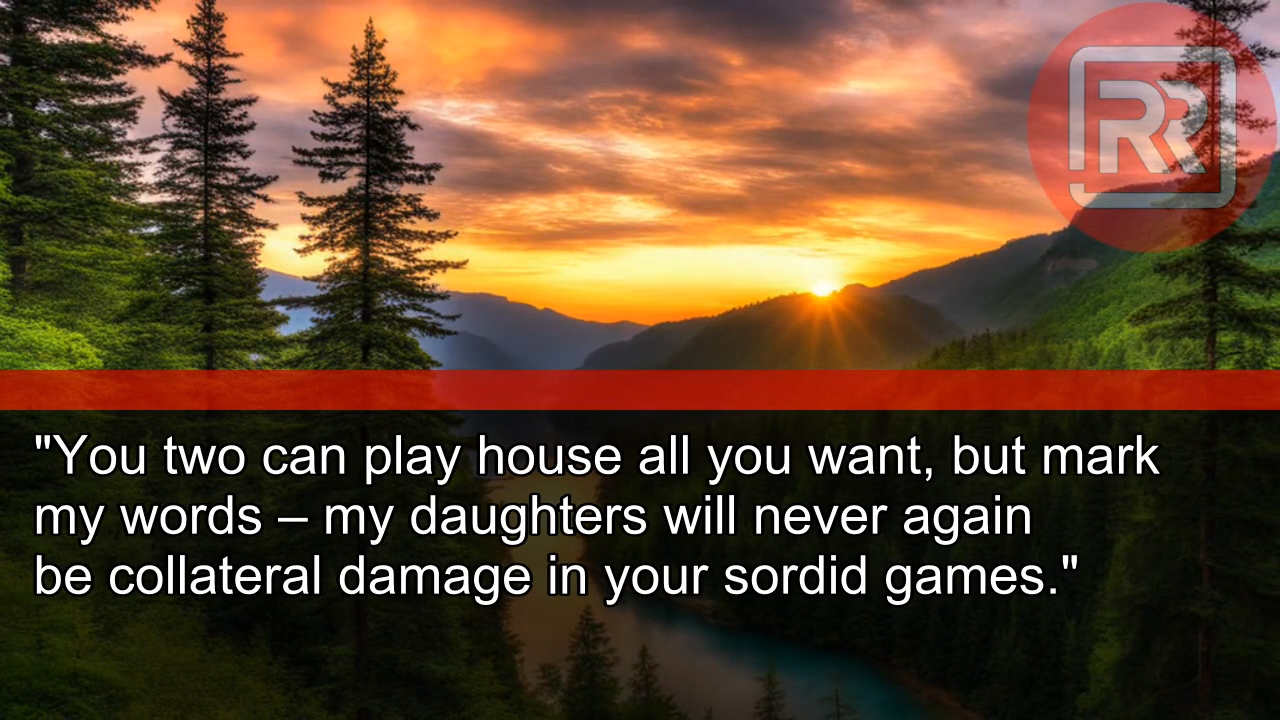 RR
"You two can play house all you want, but mark
my words – my daughters will never again
be collateral damage in your sordid games."